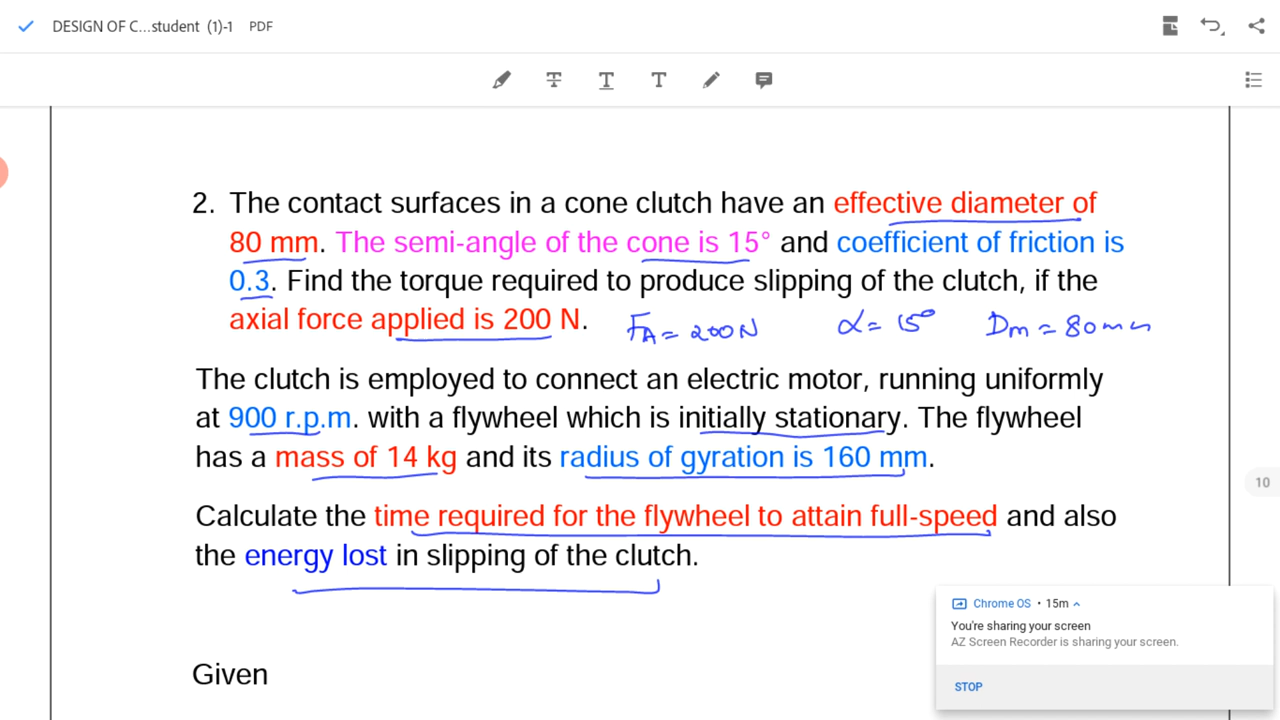 DESIGN OF C...student (1)-1 PDF
2. The contact surfaces in a cone clutch have an effective diameter of
80 mm. The semi-angle of the cone is 15° and coefficient of friction is
0.3. Find the torque required to produce slipping of the clutch, if the
axial force applied is 200 N.
FA = 200N α = 15° Dm = 80mm
The clutch is employed to connect an electric motor, running uniformly
at 900 r.p.m. with a flywheel which is initially stationary. The flywheel
has a mass of 14 kg and its radius of gyration is 160 mm.
10
Calculate the time required for the flywheel to attain full-speed and also
the energy lost in slipping of the clutch.
Chrome OS • 15m
You're sharing your screen
AZ Screen Recorder is sharing your screen.
STOP
Given